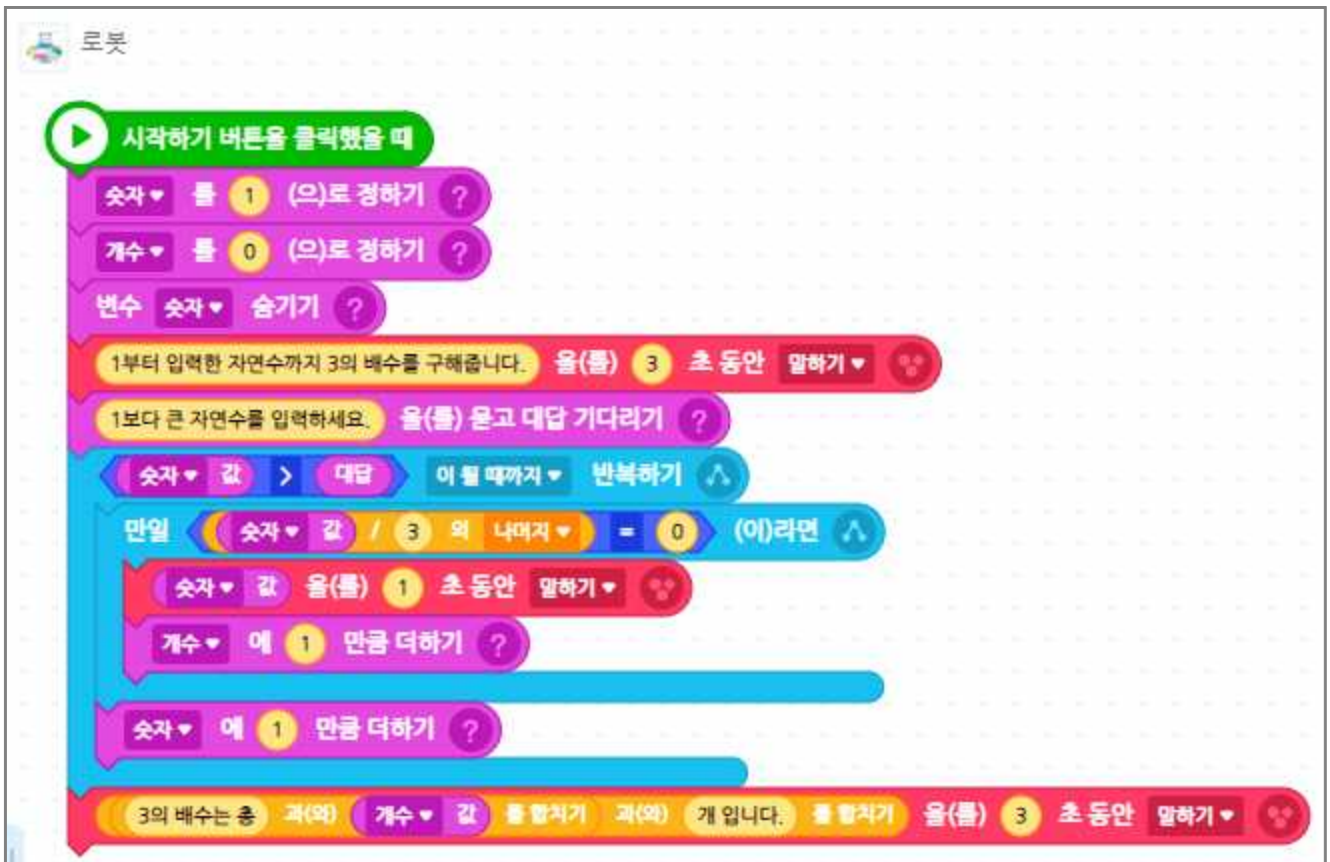 로봇
시작하기 버튼을 클릭했을 때
숫자 를 1 (으)로 정하기 ?
개수 를 0 (으)로 정하기 ?
변수 숫자 숨기기 ?
1부터 입력한 자연수까지 3의 배수를 구해줍니다. 을(를) 3 초 동안 말하기
1보다 큰 자연수를 입력하세요. 을(를) 묻고 대답 기다리기 ?
숫자 값 > 대답 이 될 때까지 반복하기
만일 숫자 값 / 3 의 나머지 = 0 (이)라면
숫자 값 을(를) 1 초 동안 말하기
개수 에 1 만큼 더하기 ?
숫자 에 1 만큼 더하기 ?
3의 배수는 총 과(와) 개수 값 를 합치기 과(와) 개 입니다. 를 합치기 을(를) 3 초 동안 말하기